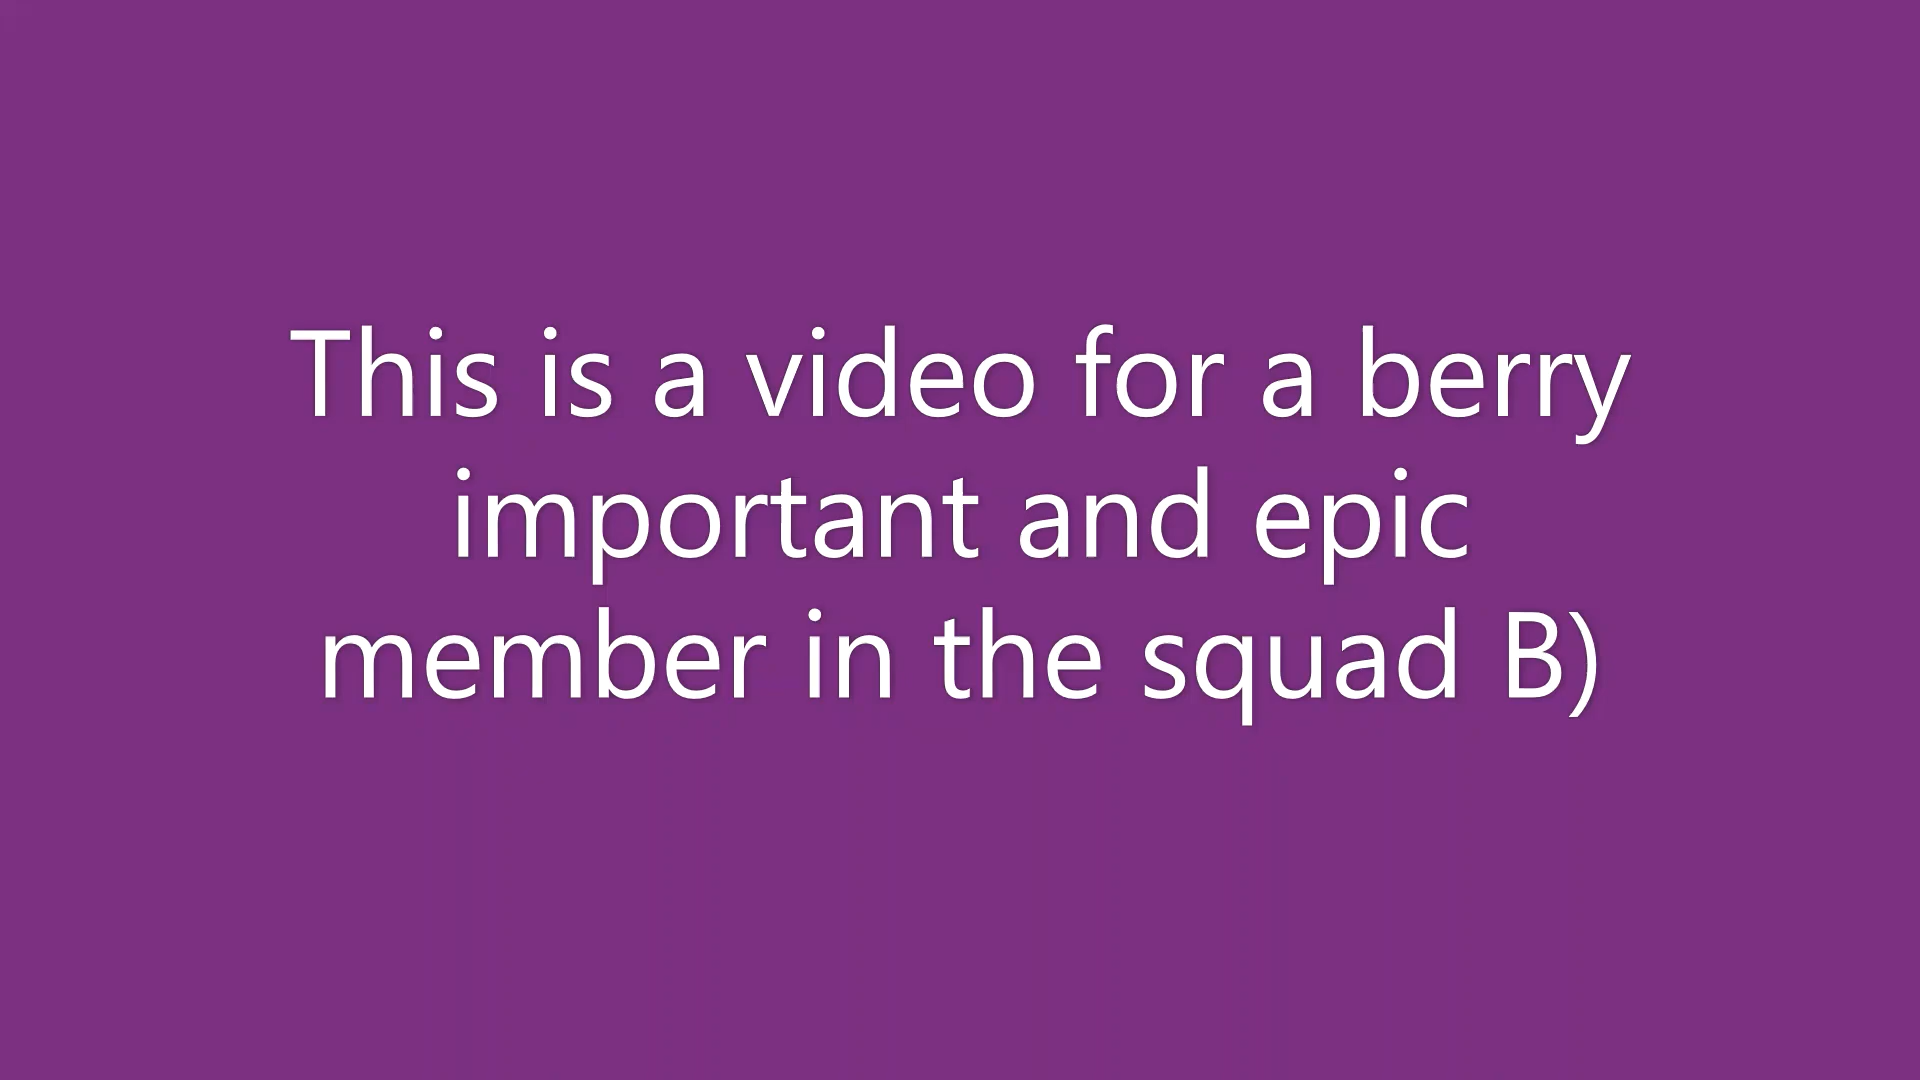 This is a video for a berry
important and epic
member in the squad B)